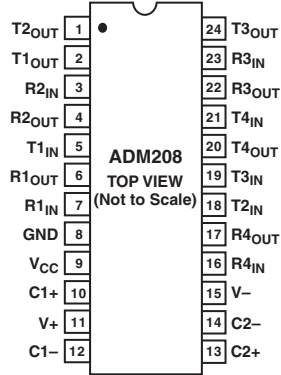 T2OUT 1 24 T3OUT
T1OUT 2 23 R3IN
R2IN 3 22 R3OUT
R2OUT 4 21 T4IN
T1IN 5 20 T4OUT
R1OUT 6 19 T3IN
R1IN 7 18 T2IN
GND 8 17 R4OUT
VCC 9 16 R4IN
C1+ 10 15 V–
V+ 11 14 C2–
C1– 12 13 C2+
ADM208
TOP VIEW
(Not to Scale)